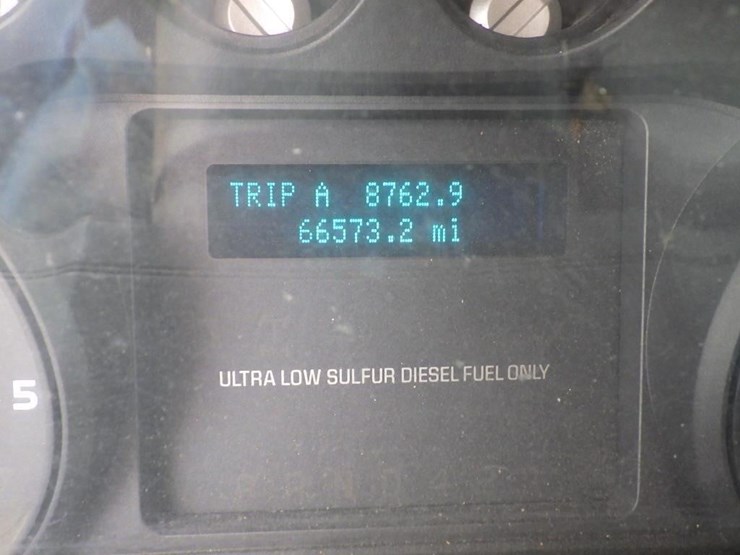 TRIP A 8762.9
66573.2 mi
ULTRA LOW SULFUR DIESEL FUEL ONLY
5